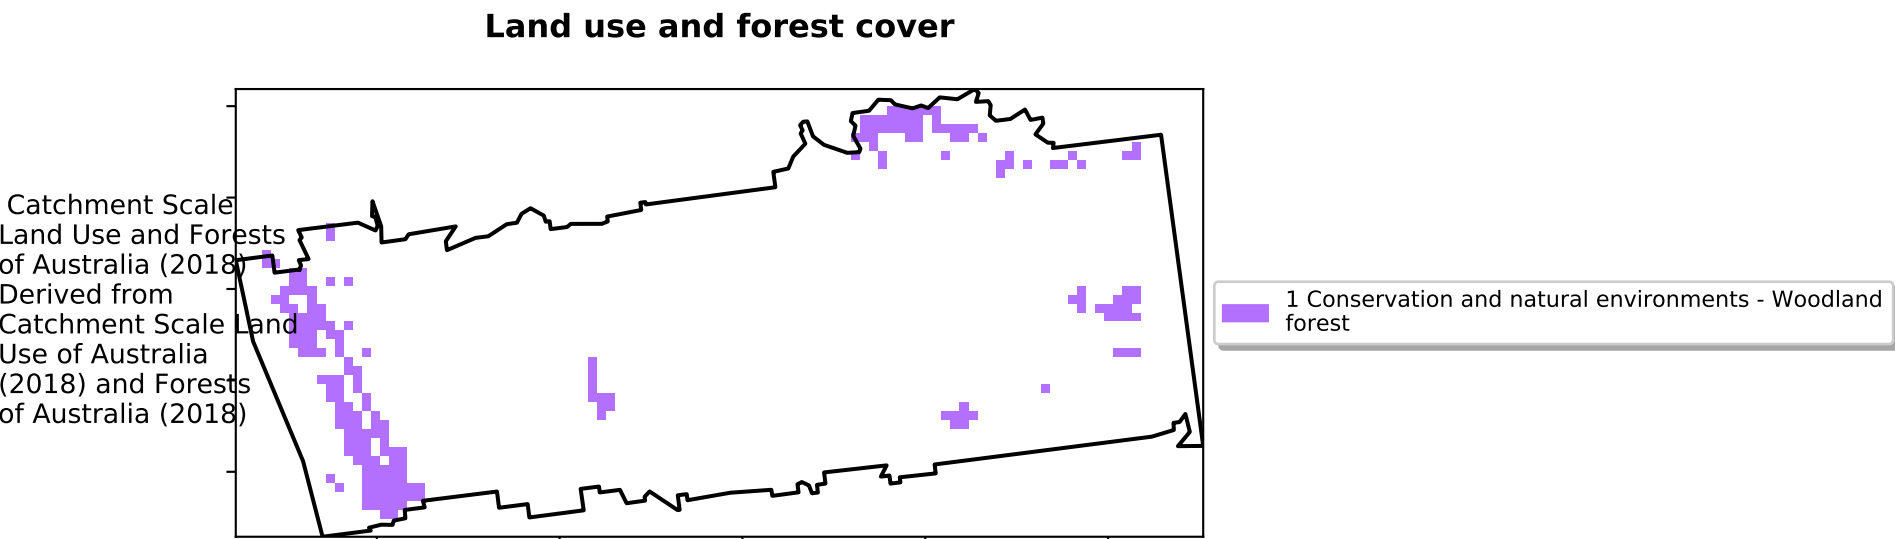 Land use and forest cover
Catchment Scale
Land Use and Forests
of Australia (2018)
Derived from
Catchment Scale Land
Use of Australia
(2018) and Forests
of Australia (2018)
1 Conservation and natural environments - Woodland
forest